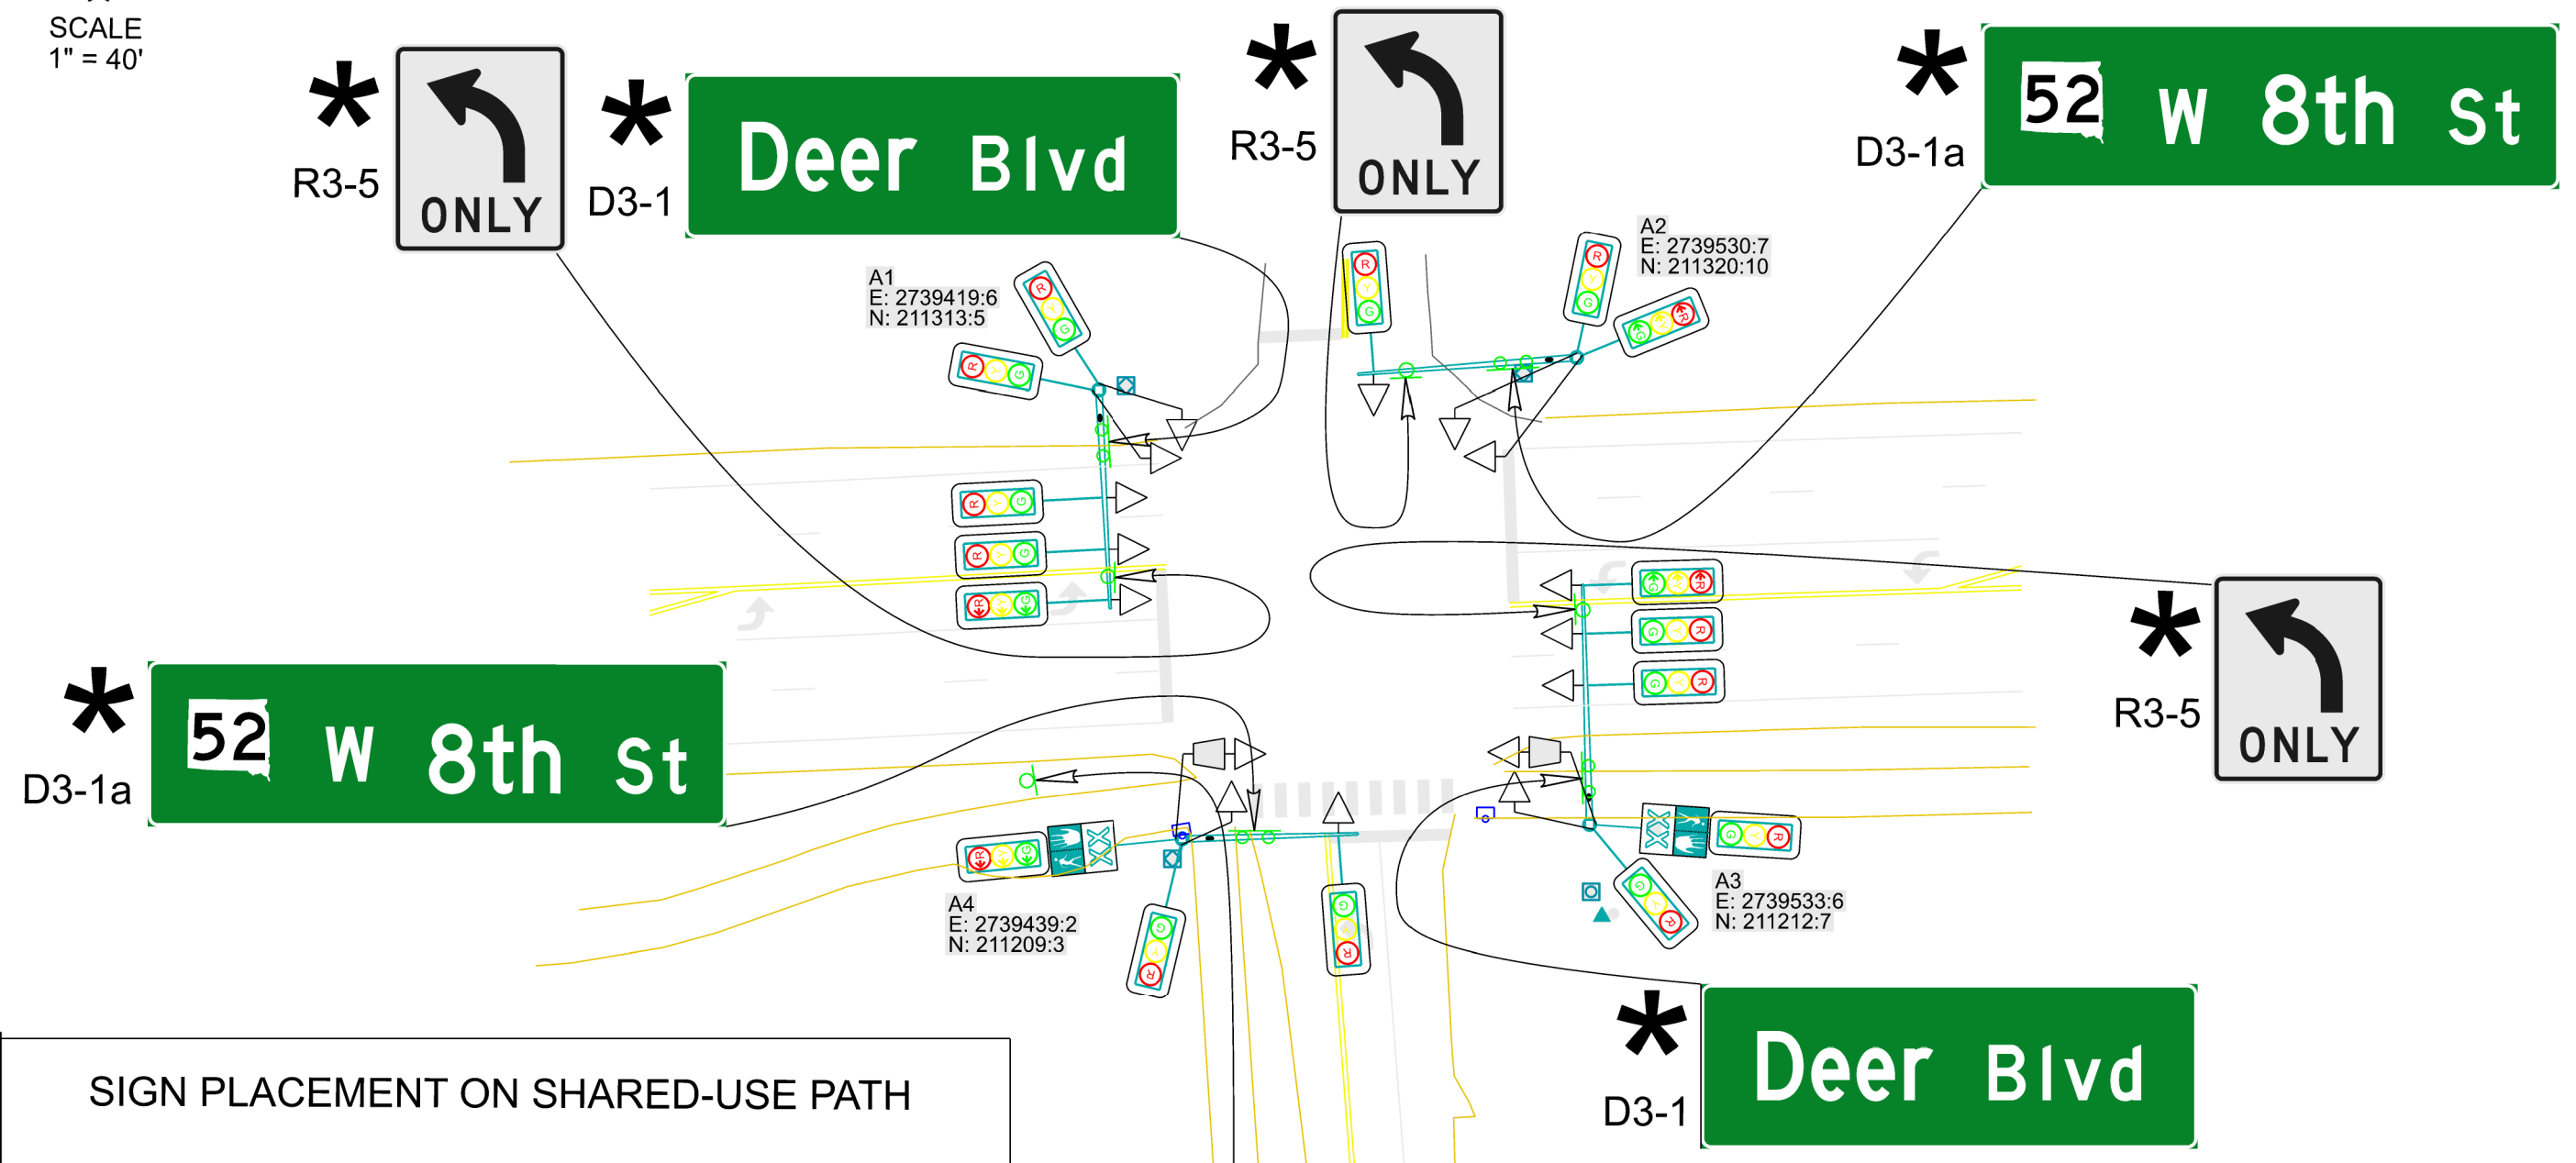 SCALE
1" = 40'
R3-5
ONLY
D3-1
Deer Blvd
R3-5
ONLY
D3-1a
52 W 8th St
A1
E: 2739419:6
N: 211313:5
A2
E: 2739530:7
N: 211320:10
R Y G
R Y G
R Y G
R Y G
R Y G
R Y G
R Y G
R Y G
G Y R
G Y R
G Y R
R3-5
ONLY
D3-1a
52 W 8th St
R Y G
G Y R
G Y R
G Y R
G Y R
A4
E: 2739439:2
N: 211209:3
A3
E: 2739533:6
N: 211212:7
D3-1
Deer Blvd
SIGN PLACEMENT ON SHARED-USE PATH